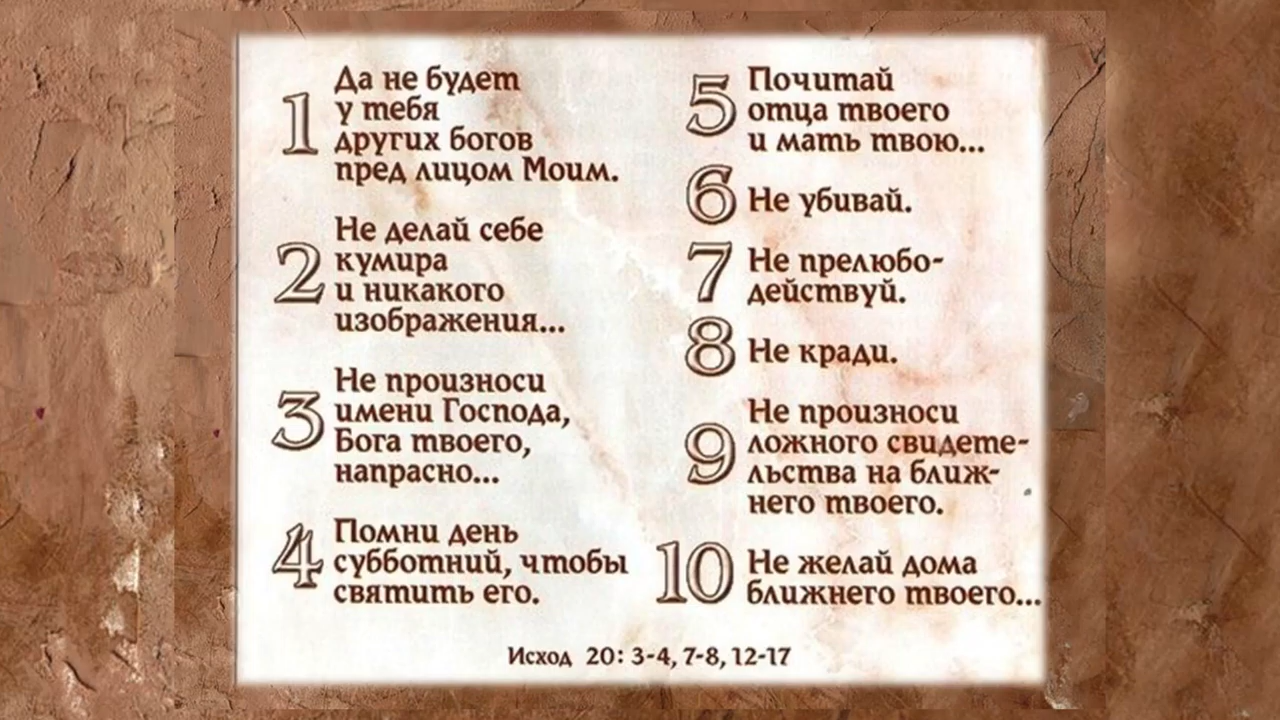 1
Да не будет
у тебя
других богов
пред лицом Моим.
2
Не делай себе
кумира
и никакого
изображения...
3
Не произноси
имени Господа,
Бога твоего,
напрасно...
4
Помни день
субботний, чтобы
святить его.
5
Почитай
отца твоего
и мать твою...
6
Не убивай.
7
Не прелюбо-
действуй.
8
Не кради.
9
Не произноси
ложного свидете-
льства на ближ-
него твоего.
10
Не желай дома
ближнего твоего...
Исход 20: 3-4, 7-8, 12-17